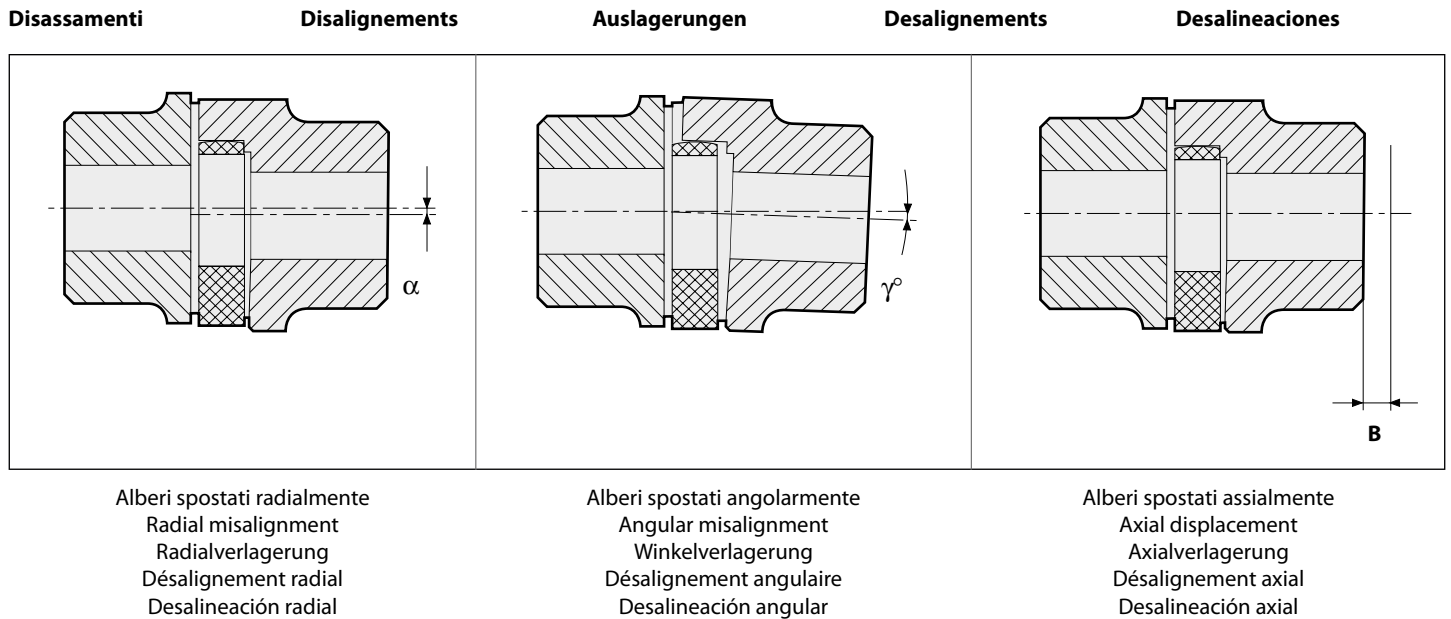 Disassamenti Disalignements Auslagerungen Desalignements Desalineaciones
α
γ°
B
Alberi spostati radialmente
Radial misalignment
Radialverlagerung
Désalignement radial
Desalineación radial
Alberi spostati angolarmente
Angular misalignment
Winkelverlagerung
Désalignement angulaire
Desalineación angular
Alberi spostati assialmente
Axial displacement
Axialverlagerung
Désalignement axial
Desalineación axial